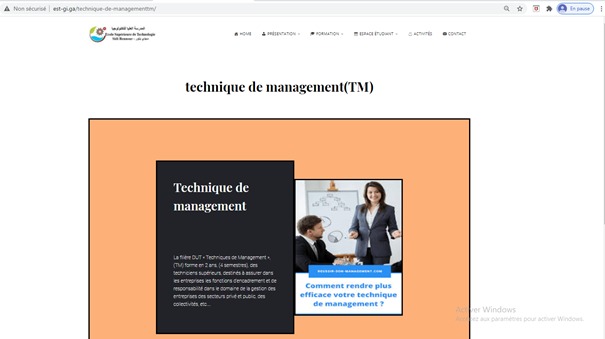 Non sécurisé | est-gi.ga/technique-de-managementtm/
En pause
المدرسة العليا للتكنولوجيا
Ecole Supérieure de Technologie
Sidi Bennour
HOME PRÉSENTATION FORMATION ESPACE ÉTUDIANT ACTIVITÉS CONTACT
technique de management(TM)
Technique de
management
La filière DUT « Techniques de Management »,
(TM) forme en 2 ans, (4 semestres), des
techniciens supérieurs, destinés à assurer dans
les entreprises les fonctions d'encadrement et de
responsabilité dans le domaine de la gestion des
entreprises des secteurs privé et public, des
collectivités, etc...
REUSSIR-SON-MANAGEMENT.COM
Comment rendre plus
efficace votre technique
de management ?
Activer Windows
aux paramètres pour activer Windows.